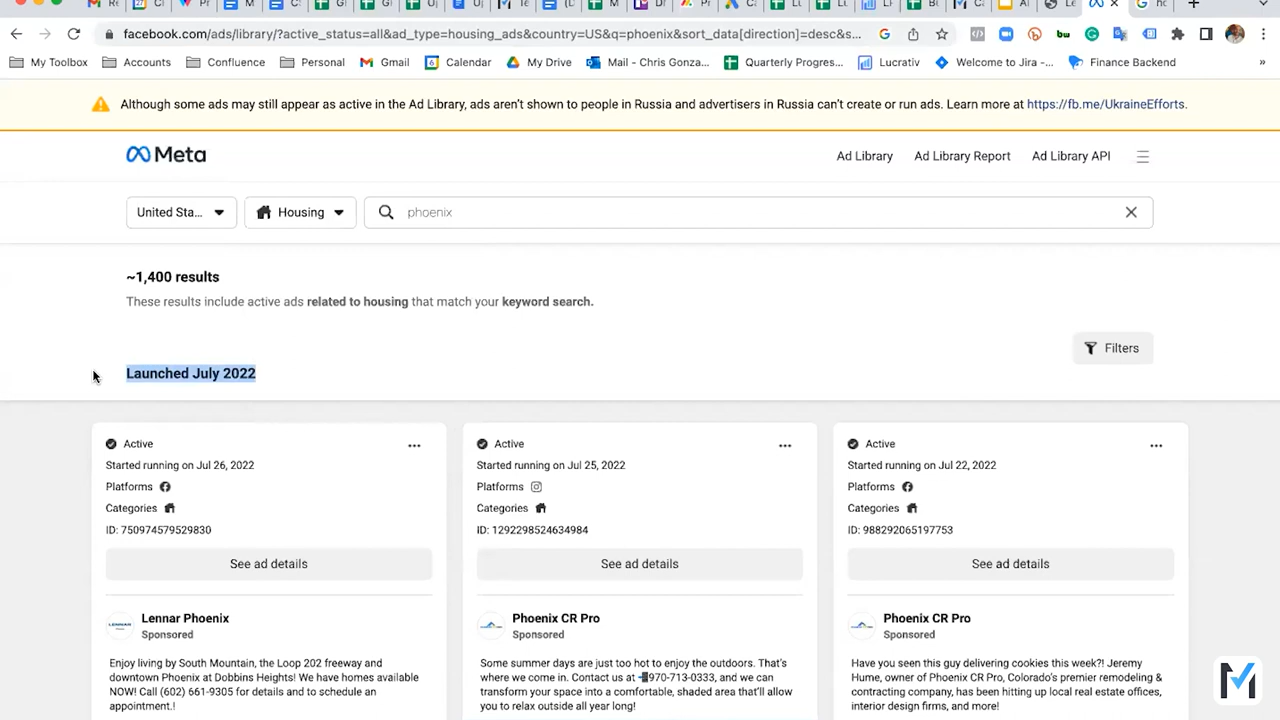 facebook.com/ads/library/?active_status=all&ad_type=housing_ads&country=US&q=phoenix&sort_data[direction]=desc&s...
My Toolbox Accounts Confluence Personal Gmail Calendar My Drive Mail - Chris Gonza... Quarterly Progres... Lucrativ Welcome to Jira -... Finance Backend »
Although some ads may still appear as active in the Ad Library, ads aren't shown to people in Russia and advertisers in Russia can't create or run ads. Learn more at https://fb.me/UkraineEfforts.
Meta
Ad Library Ad Library Report Ad Library API
United Sta... Housing phoenix
~1,400 results
These results include active ads related to housing that match your keyword search.
Filters
Launched July 2022
Active
Started running on Jul 26, 2022
Platforms
Categories
ID: 750974579529830
See ad details
Lennar Phoenix
Sponsored
Enjoy living by South Mountain, the Loop 202 freeway and
downtown Phoenix at Dobbins Heights! We have homes available
NOW! Call (602) 661-9305 for details and to schedule an
appointment.!
Active
Started running on Jul 25, 2022
Platforms
Categories
ID: 1292298524634984
See ad details
Phoenix CR Pro
Sponsored
Some summer days are just too hot to enjoy the outdoors. That's
where we come in. Contact us at 970-713-0333, and we can
transform your space into a comfortable, shaded area that'll allow
you to relax outside all year long!
Active
Started running on Jul 22, 2022
Platforms
Categories
ID: 988292065197753
See ad details
Phoenix CR Pro
Sponsored
Have you seen this guy delivering cookies this week?! Jeremy
Hume, owner of Phoenix CR Pro, Colorado's premier remodeling &
contracting company, has been hitting up local real estate offices,
interior design firms, and more!